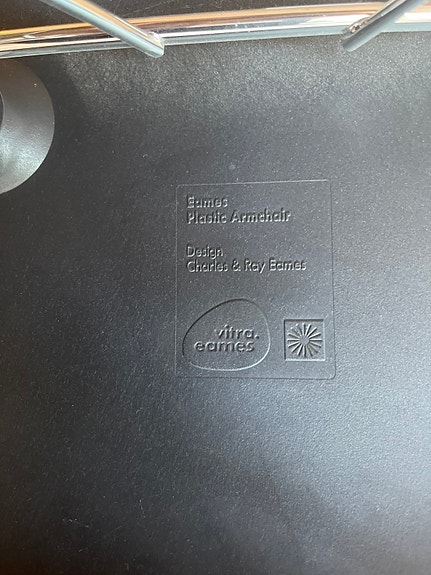 Eames
Plastic Armchair
Design
Charles & Ray Eames
vitra.
eames